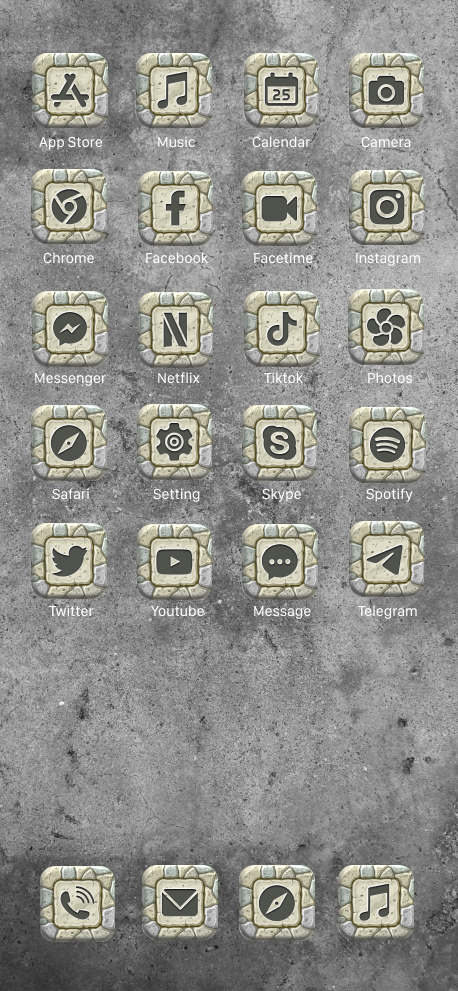 App Store
Music
25
Calendar
Camera
Chrome
Facebook
Facetime
Instagram
Messenger
Netflix
Tiktok
Photos
Safari
Setting
Skype
Spotify
Twitter
Youtube
Message
Telegram